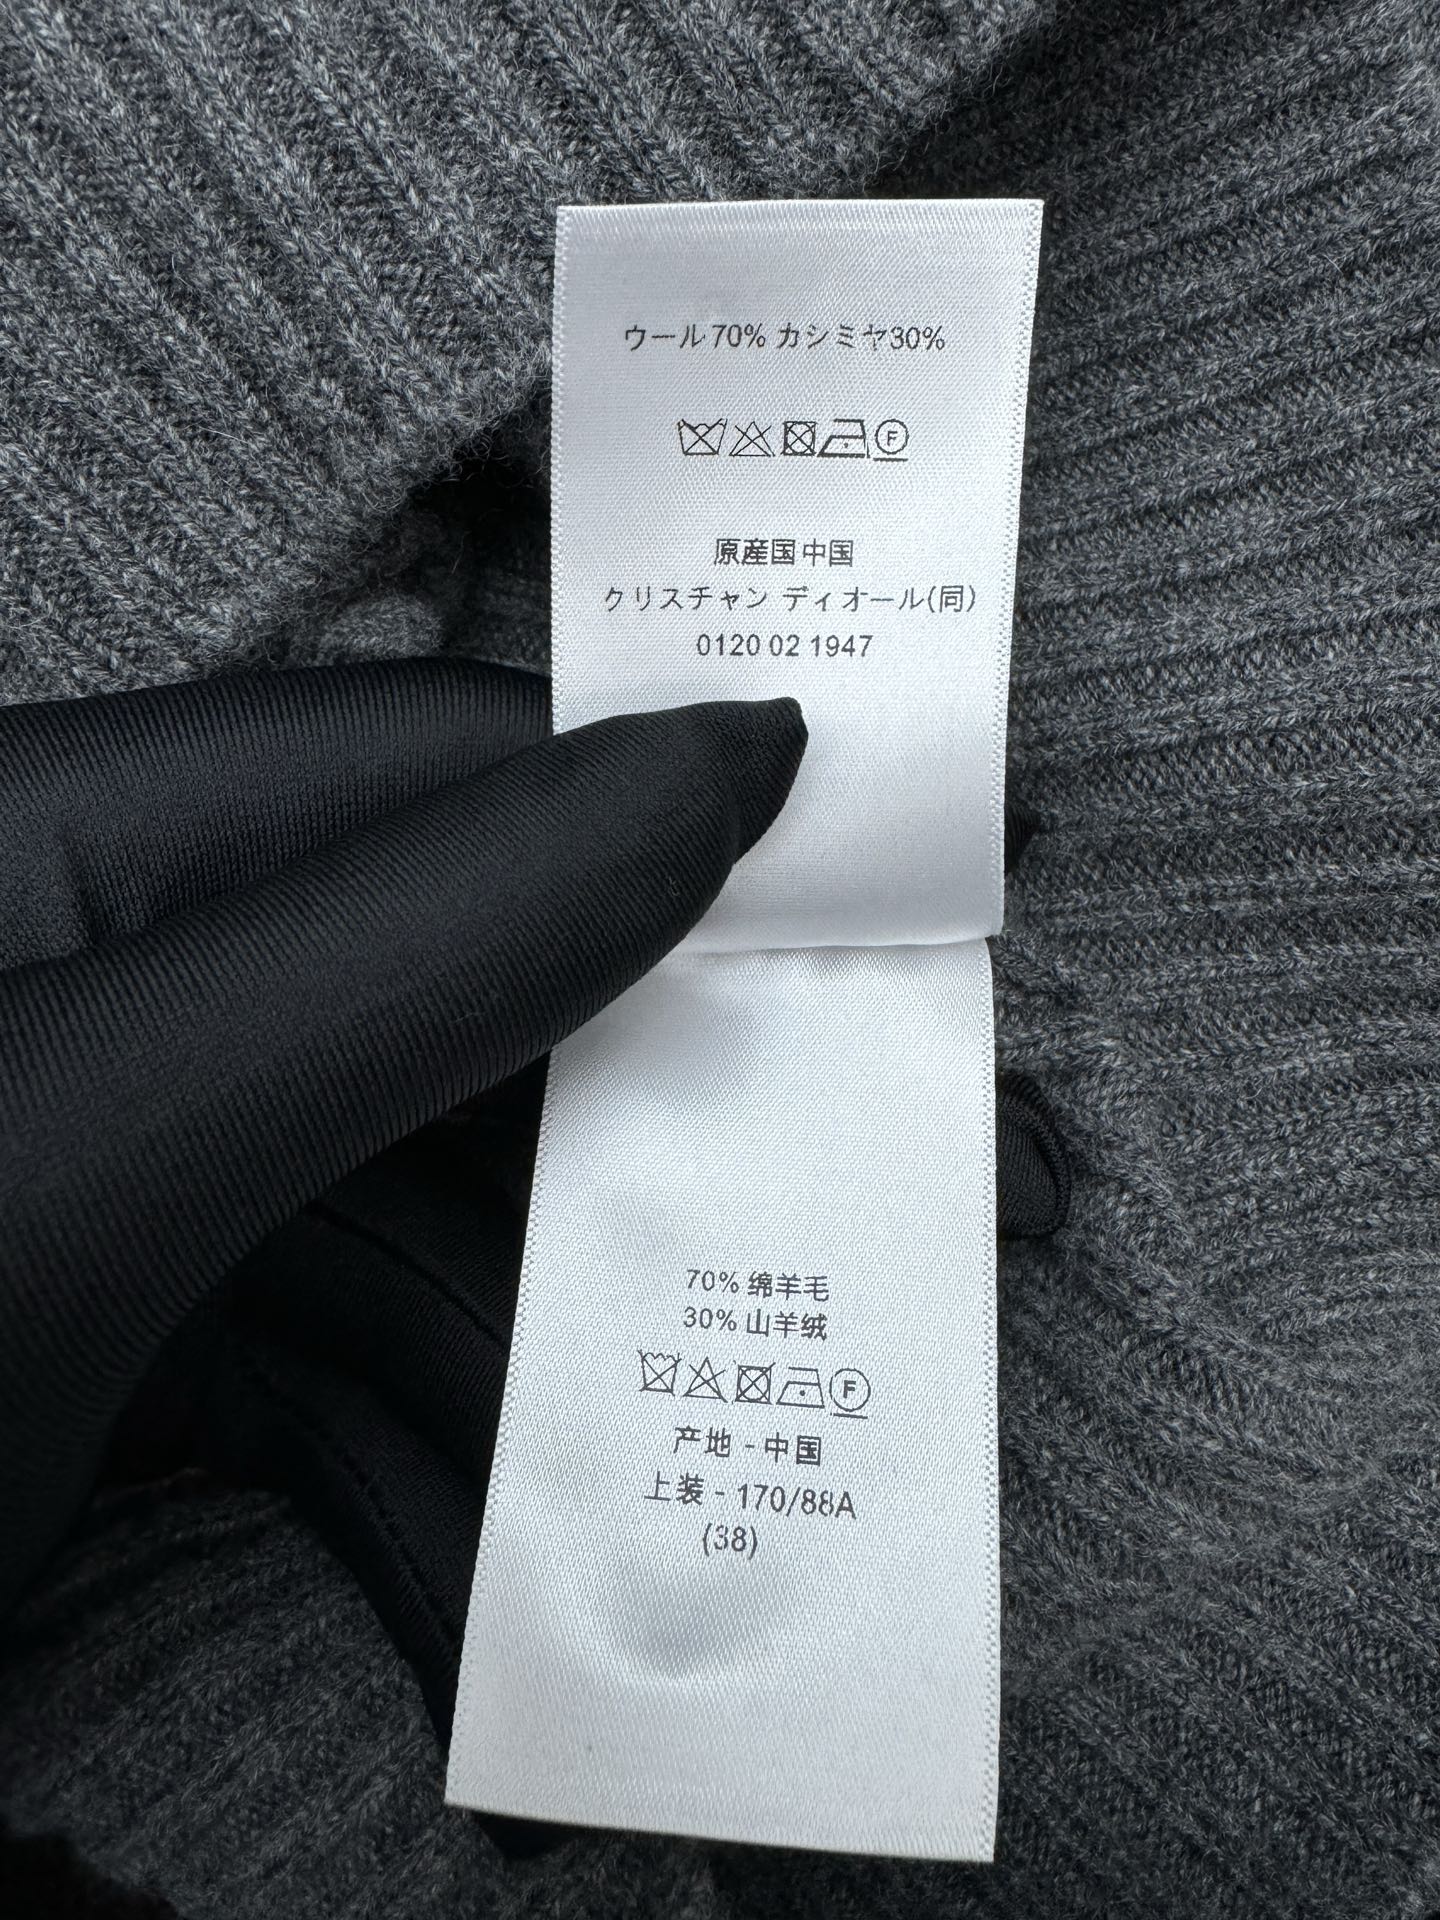 ウール70% カシミヤ30%
F
原産国中国
クリスチャン ディオール(同)
0120 02 1947
70% 绵羊毛
30% 山羊绒
F
产地 - 中国
上装 - 170/88A
(38)